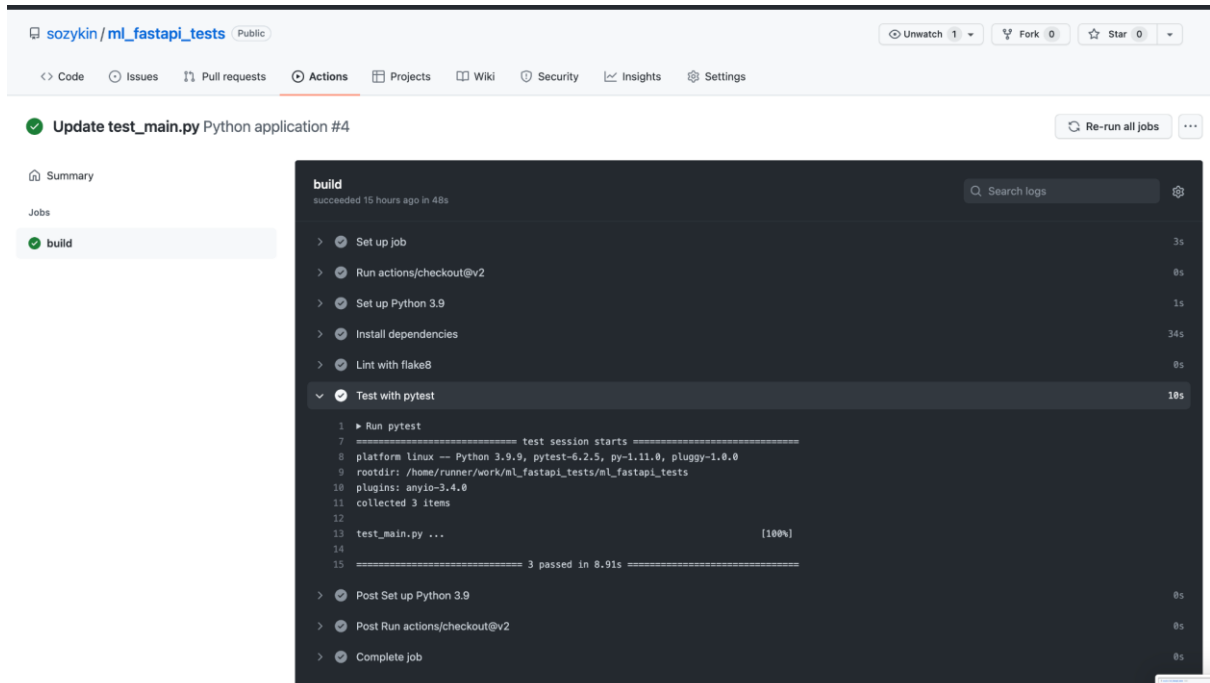 sozykin / ml_fastapi_tests Public
Unwatch 1 Fork 0 Star 0
<> Code Issues Pull requests Actions Projects Wiki Security Insights Settings
Update test_main.py Python application #4
Re-run all jobs ...
Summary
Jobs
build
build
succeeded 15 hours ago in 48s
Search logs
Set up job 3s
Run actions/checkout@v2 0s
Set up Python 3.9 1s
Install dependencies 34s
Lint with flake8 0s
Test with pytest 10s
1 ▶ Run pytest
7 ============================= test session starts ==============================
8 platform linux -- Python 3.9.9, pytest-6.2.5, py-1.11.0, pluggy-1.0.0
9 rootdir: /home/runner/work/ml_fastapi_tests/ml_fastapi_tests
10 plugins: anyio-3.4.0
11 collected 3 items
12
13 test_main.py ... [100%]
14
15 ============================== 3 passed in 8.91s ===============================
Post Set up Python 3.9 0s
Post Run actions/checkout@v2 0s
Complete job 0s